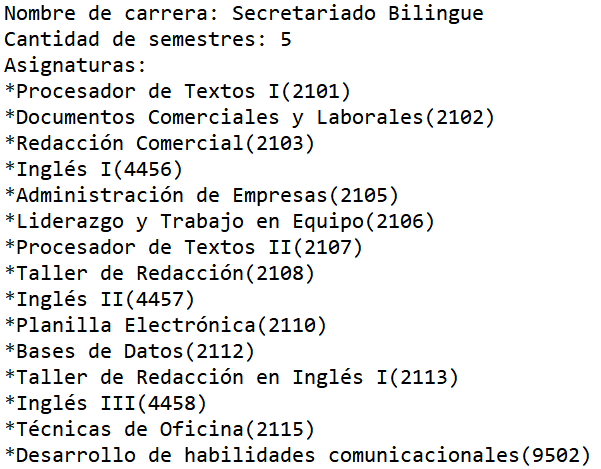 Nombre de carrera: Secretariado Bilingue
Cantidad de semestres: 5
Asignaturas:
*Procesador de Textos I(2101)
*Documentos Comerciales y Laborales(2102)
*Redacción Comercial(2103)
*Inglés I(4456)
*Administración de Empresas(2105)
*Liderazgo y Trabajo en Equipo(2106)
*Procesador de Textos II(2107)
*Taller de Redacción(2108)
*Inglés II(4457)
*Planilla Electrónica(2110)
*Bases de Datos(2112)
*Taller de Redacción en Inglés I(2113)
*Inglés III(4458)
*Técnicas de Oficina(2115)
*Desarrollo de habilidades comunicacionales(9502)